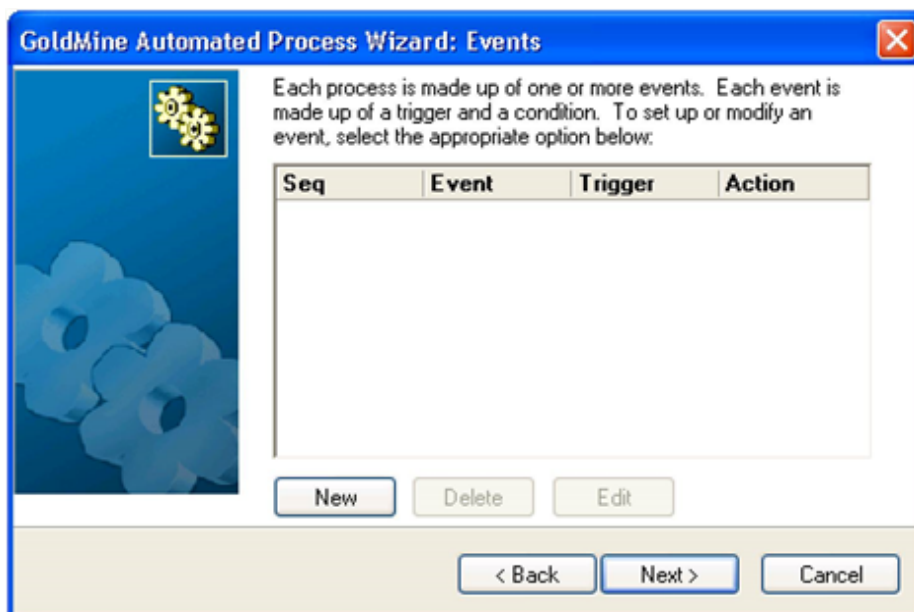 GoldMine Automated Process Wizard: Events
Each process is made up of one or more events. Each event is
made up of a trigger and a condition. To set up or modify an
event, select the appropriate option below:
Seq Event Trigger Action
New Delete Edit
< Back Next > Cancel